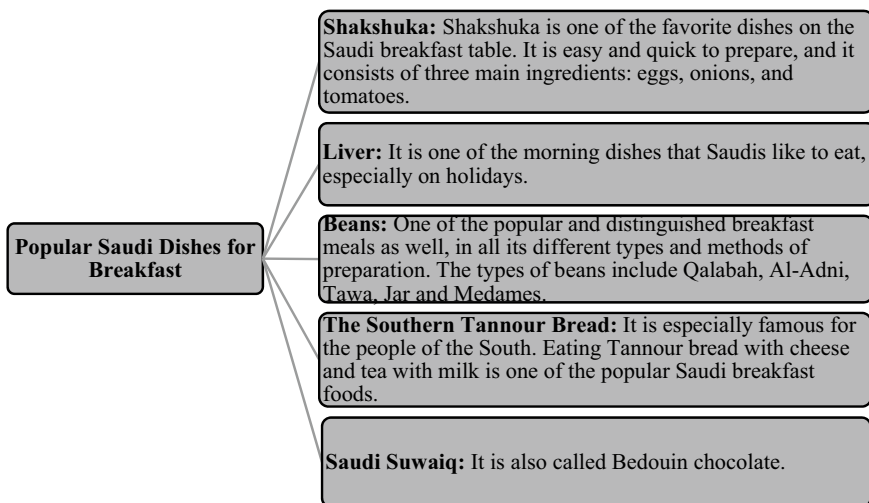 Popular Saudi Dishes for
Breakfast
Shakshuka: Shakshuka is one of the favorite dishes on the
Saudi breakfast table. It is easy and quick to prepare, and it
consists of three main ingredients: eggs, onions, and
tomatoes.
Liver: It is one of the morning dishes that Saudis like to eat,
especially on holidays.
Beans: One of the popular and distinguished breakfast
meals as well, in all its different types and methods of
preparation. The types of beans include Qalabah, Al-Adni,
Tawa, Jar and Medames.
The Southern Tannour Bread: It is especially famous for
the people of the South. Eating Tannour bread with cheese
and tea with milk is one of the popular Saudi breakfast
foods.
Saudi Suwaiq: It is also called Bedouin chocolate.